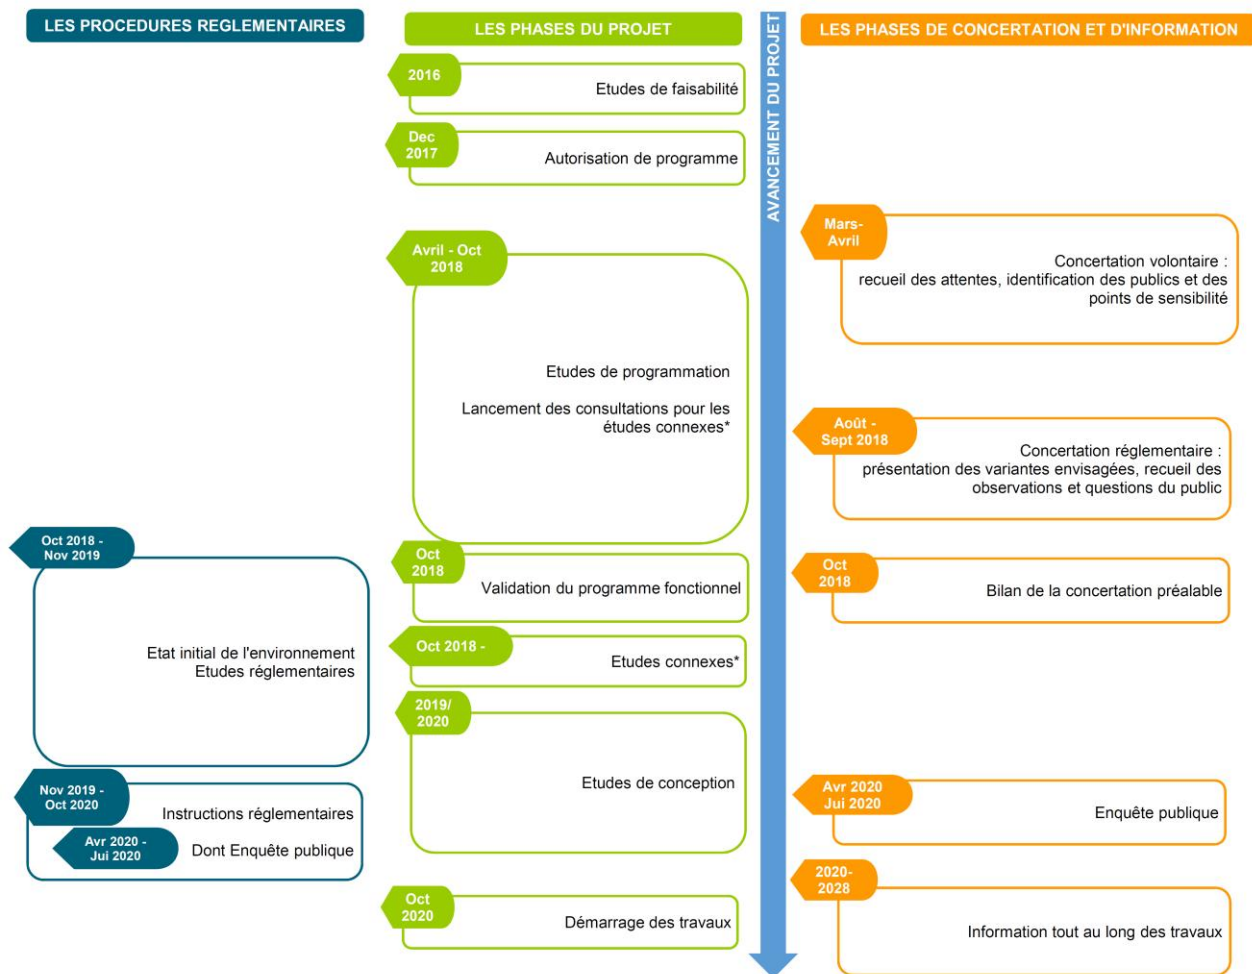 LES PROCEDURES REGLEMENTAIRES
Oct 2018 -
Nov 2019
Etat initial de l'environnement
Etudes réglementaires
Nov 2019 -
Oct 2020
Instructions réglementaires
Avr 2020 -
Jui 2020
Dont Enquête publique
LES PHASES DU PROJET
2016
Etudes de faisabilité
Dec
2017
Autorisation de programme
Avril - Oct
2018
Etudes de programmation
Lancement des consultations pour les
études connexes*
Oct
2018
Validation du programme fonctionnel
Oct 2018 -
Etudes connexes*
2019/
2020
Etudes de conception
Oct
2020
Démarrage des travaux
AVANCEMENT DU PROJET
LES PHASES DE CONCERTATION ET D'INFORMATION
Mars-
Avril
Concertation volontaire :
recueil des attentes, identification des publics et des
points de sensibilité
Août -
Sept 2018
Concertation réglementaire :
présentation des variantes envisagées, recueil des
observations et questions du public
Oct
2018
Bilan de la concertation préalable
Avr 2020
Jui 2020
Enquête publique
2020-
2028
Information tout au long des travaux